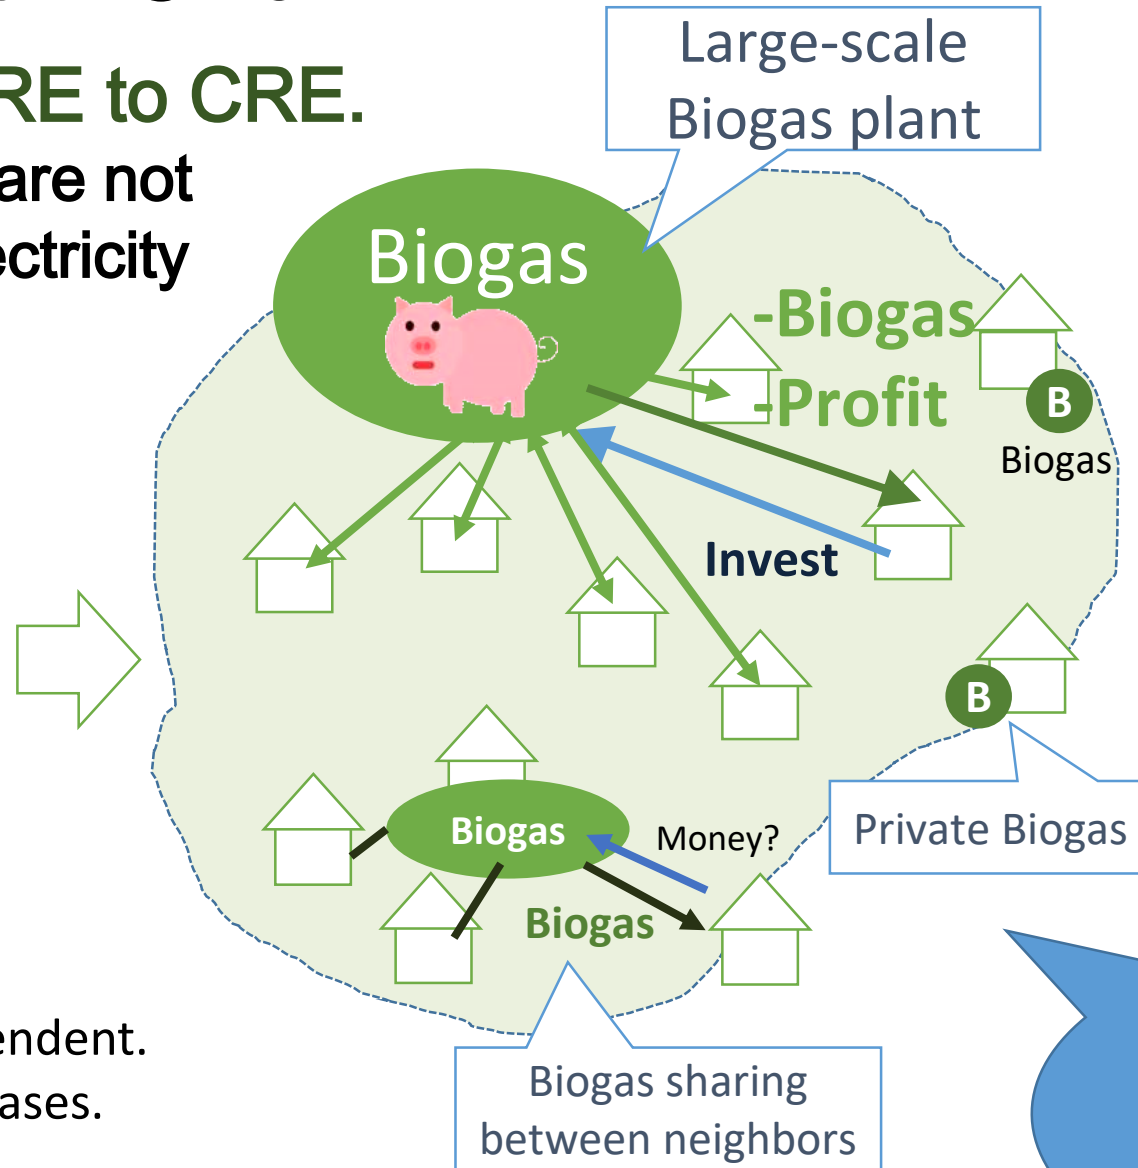 RE to CRE.
are not
ectricity
Large-scale
Biogas plant
Biogas
-Biogas
-Profit
B
Biogas
Invest
B
Private Biogas
Biogas
Money?
Biogas
endent.
ases.
Biogas sharing
between neighbors